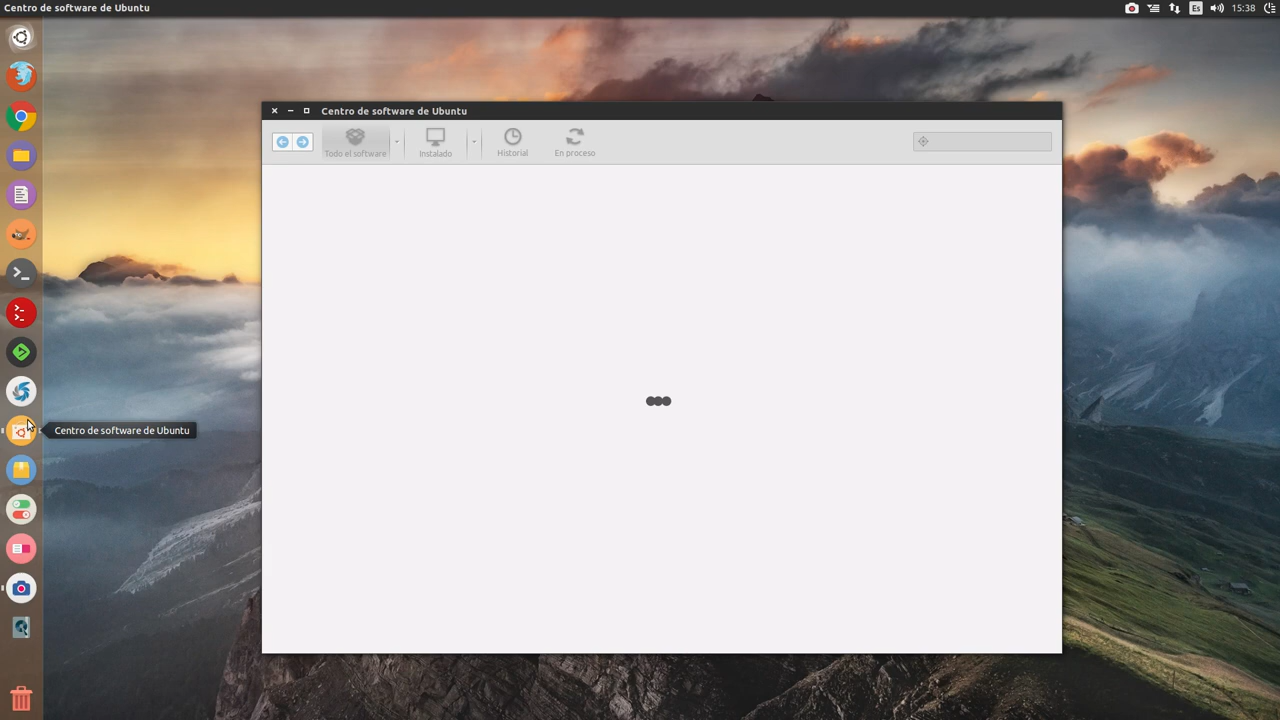 Centro de software de Ubuntu
Es
15:38
Centro de software de Ubuntu
Todo el software
Instalado
Historial
En proceso
Centro de software de Ubuntu